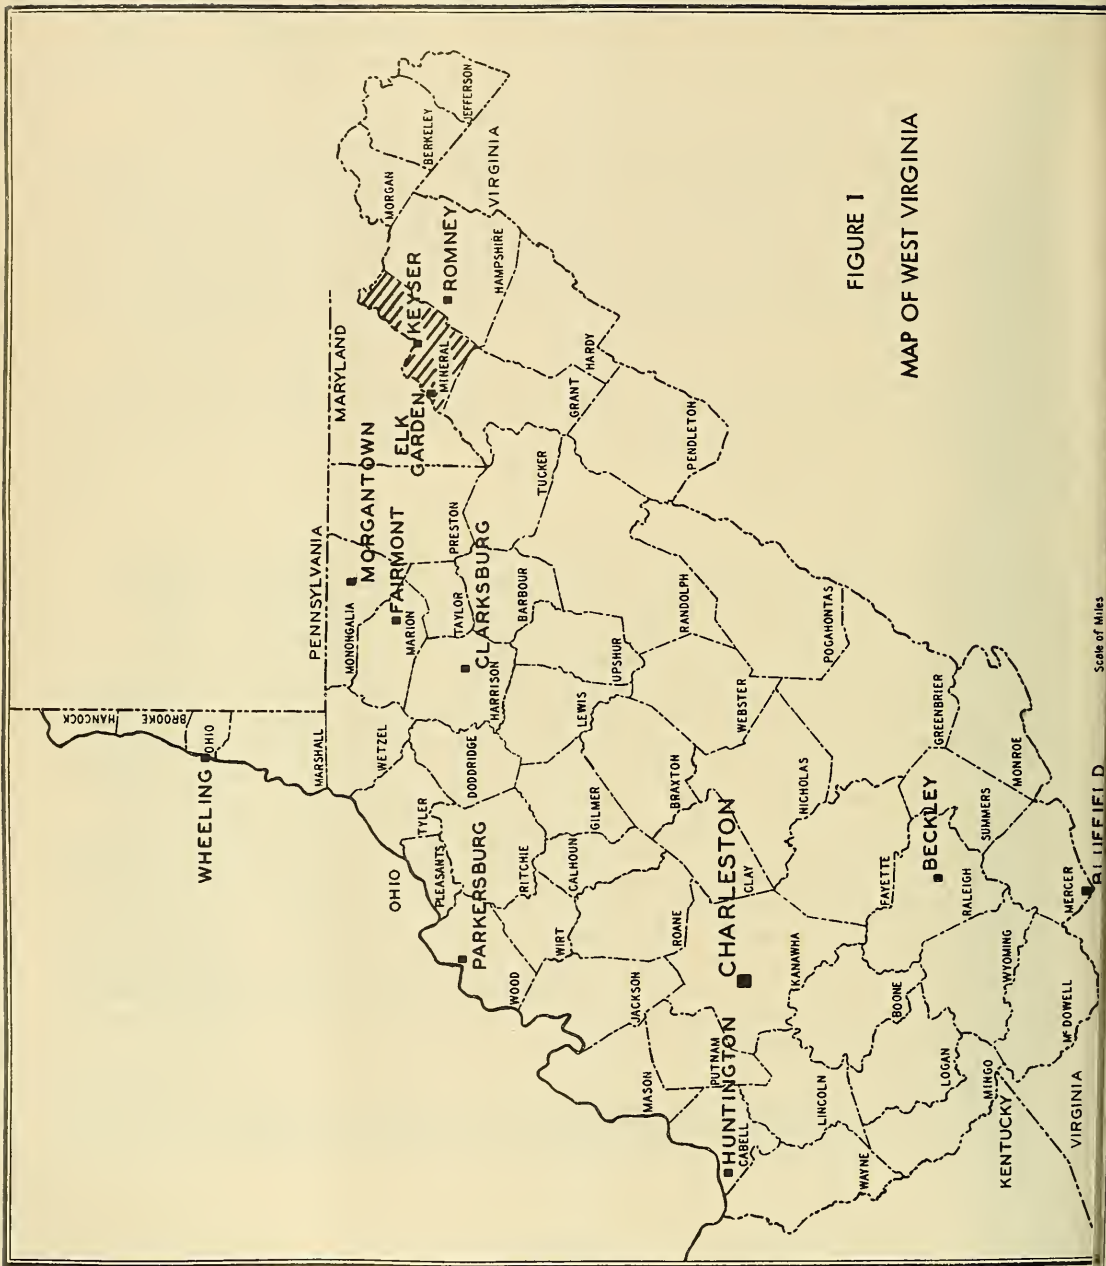 FIGURE 1
MAP OF WEST VIRGINIA
HANCOCK
BROOKE
OHIO
WHEELING
MARSHALL
PENNSYLVANIA
MARYLAND
OHIO
WETZEL
MONONGALIA
MORGANTOWN
FAIRMONT
MARION
PRESTON
TAYLOR
CLARKSBURG
HARRISON
BARBOUR
TUCKER
ELK
GARDEN
MINERAL
KEYSER
ROMNEY
HAMPSHIRE
MORGAN
BERKELEY
JEFFERSON
VIRGINIA
GRANT
HARDY
PENDLETON
TYLER
PLEASANTS
DODDRIDGE
PARKERSBURG
RITCHIE
WOOD
WIRT
CALHOUN
GILMER
LEWIS
UPSHUR
RANDOLPH
BRAXTON
WEBSTER
POGAHONTAS
JACKSON
ROANE
CLAY
NICHOLAS
GREENBRIER
MASON
PUTNAM
CHARLESTON
KANAWHA
FAYETTE
HUNTINGTON
CABELL
LINCOLN
BOONE
BECKLEY
RALEIGH
SUMMERS
MONROE
WAYNE
LOGAN
MINGO
WYOMING
MERCER
BLUEFIELD
McDOWELL
KENTUCKY
VIRGINIA
Scale of Miles